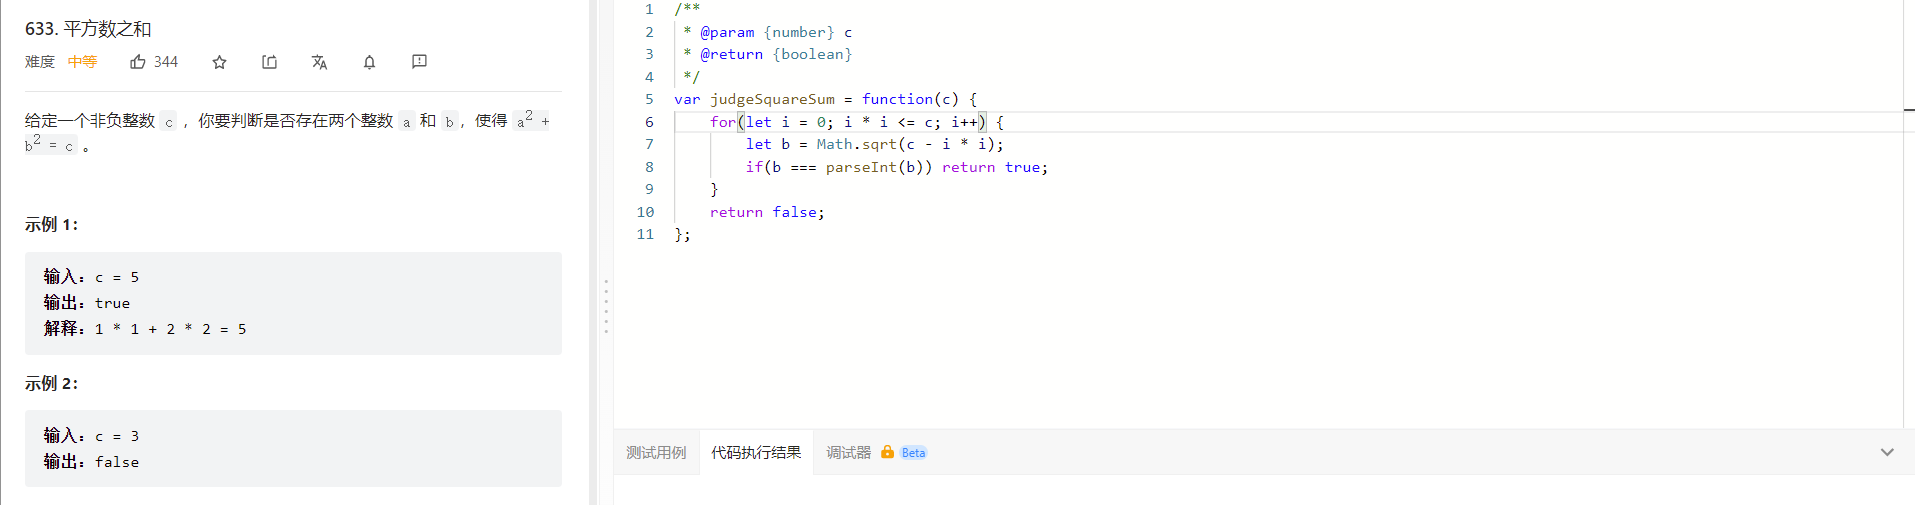 633. 平方数之和
难度 中等 344
给定一个非负整数 c ，你要判断是否存在两个整数 a 和 b，使得 a² +
b² = c 。
示例 1：
输入：c = 5
输出：true
解释：1 * 1 + 2 * 2 = 5
示例 2：
输入：c = 3
输出：false
1 /**
2  * @param {number} c
3  * @return {boolean}
4  */
5 var judgeSquareSum = function(c) {
6     for(let i = 0; i * i <= c; i++) {
7         let b = Math.sqrt(c - i * i);
8         if(b === parseInt(b)) return true;
9     }
10     return false;
11 };
测试用例 代码执行结果 调试器 Beta